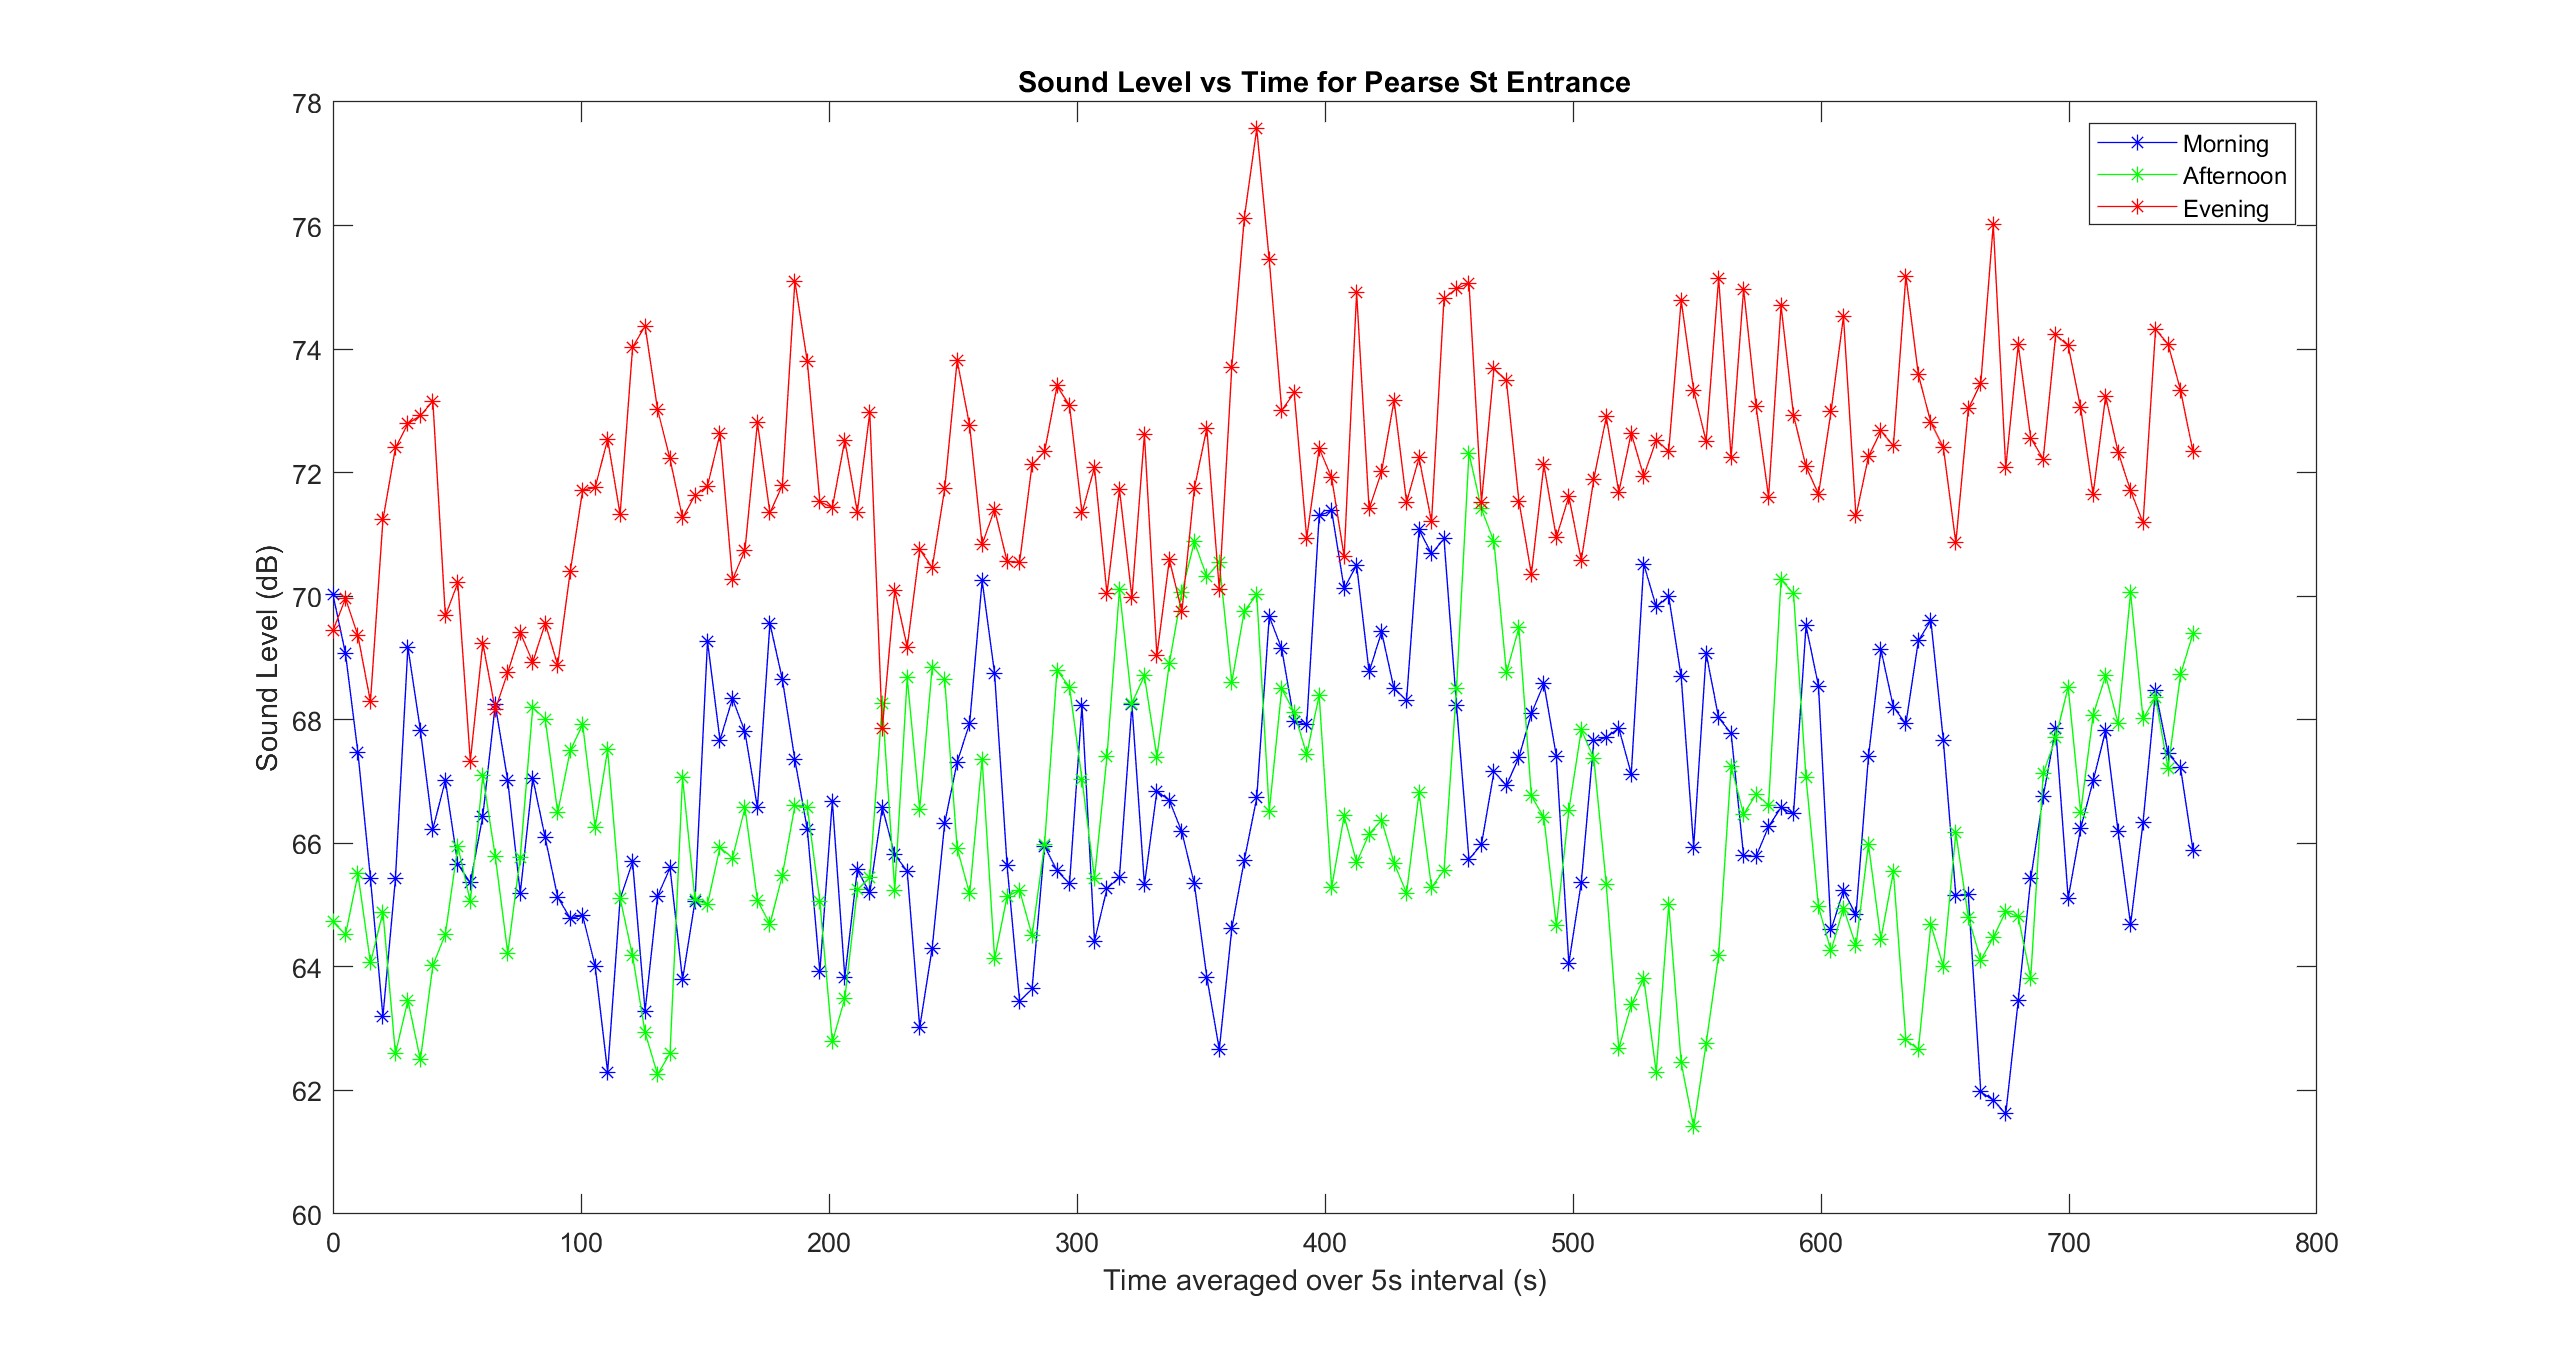 Sound Level vs Time for Pearse St Entrance
78
76
74
72
70
68
66
64
62
60
Sound Level (dB)
Morning
Afternoon
Evening
0 100 200 300 400 500 600 700 800
Time averaged over 5s interval (s)